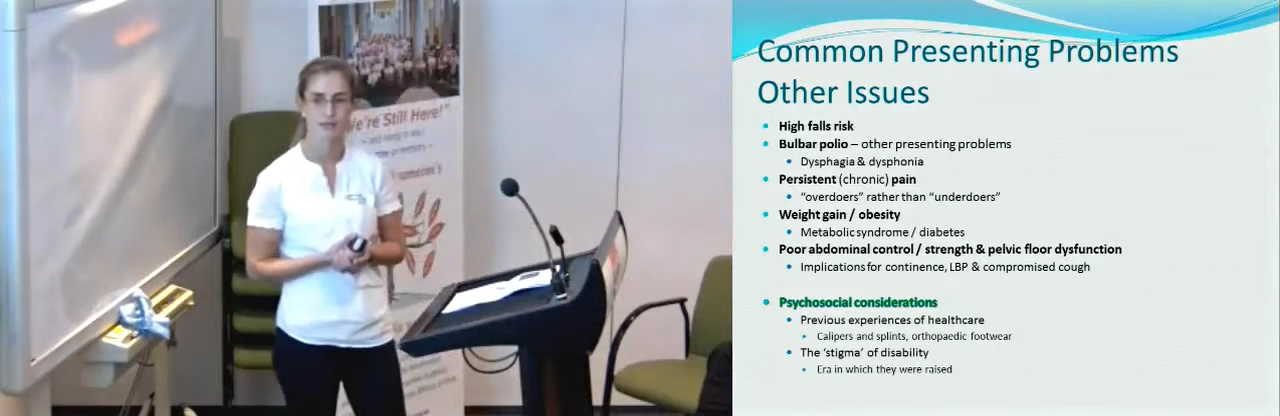 We're Still Here!"
Common Presenting Problems
Other Issues
• High falls risk
• Bulbar polio – other presenting problems
• Dysphagia & dysphonia
• Persistent (chronic) pain
• "overdoers" rather than "underdoers"
• Weight gain / obesity
• Metabolic syndrome / diabetes
• Poor abdominal control / strength & pelvic floor dysfunction
• Implications for continence, LBP & compromised cough
• Psychosocial considerations
• Previous experiences of healthcare
• Calipers and splints, orthopaedic footwear
• The 'stigma' of disability
• Era in which they were raised